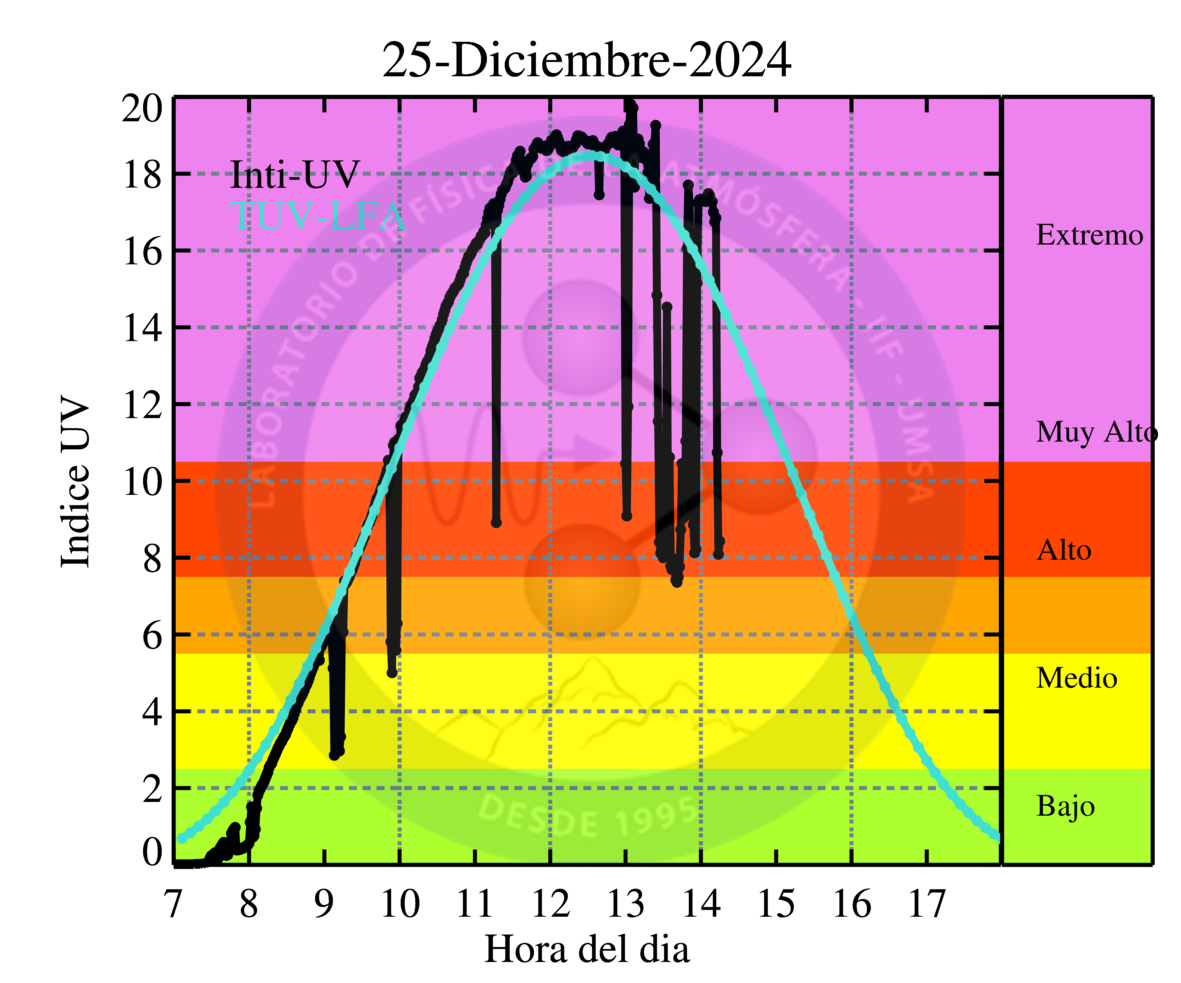 25-Diciembre-2024
Inti-UV
TUV-LFA
Indice UV
20
18
16
14
12
10
8
6
4
2
0
7 8 9 10 11 12 13 14 15 16 17
Hora del dia
Extremo
Muy Alto
Alto
Medio
Bajo
LABORATORIO DE FÍSICA DE LA ATMÓSFERA - IIF - UMSA
DESDE 1995